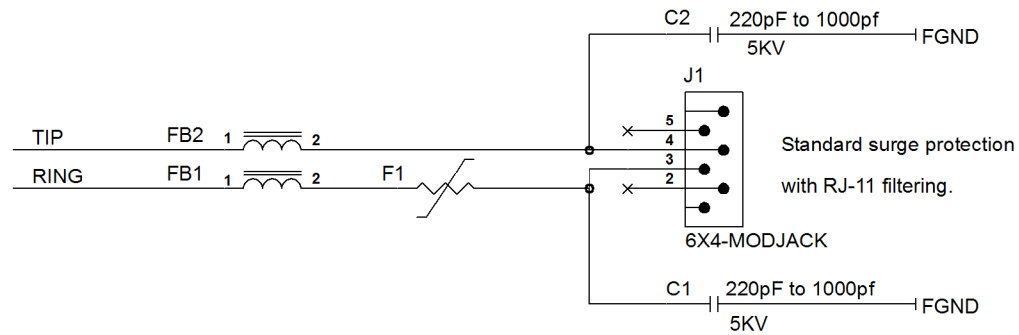 C2 220pF to 1000pf
5KV
FGND
J1
TIP FB2 1 2
RING FB1 1 2 F1
5
4
3
2
Standard surge protection
with RJ-11 filtering.
6X4-MODJACK
C1 220pF to 1000pf
5KV
FGND